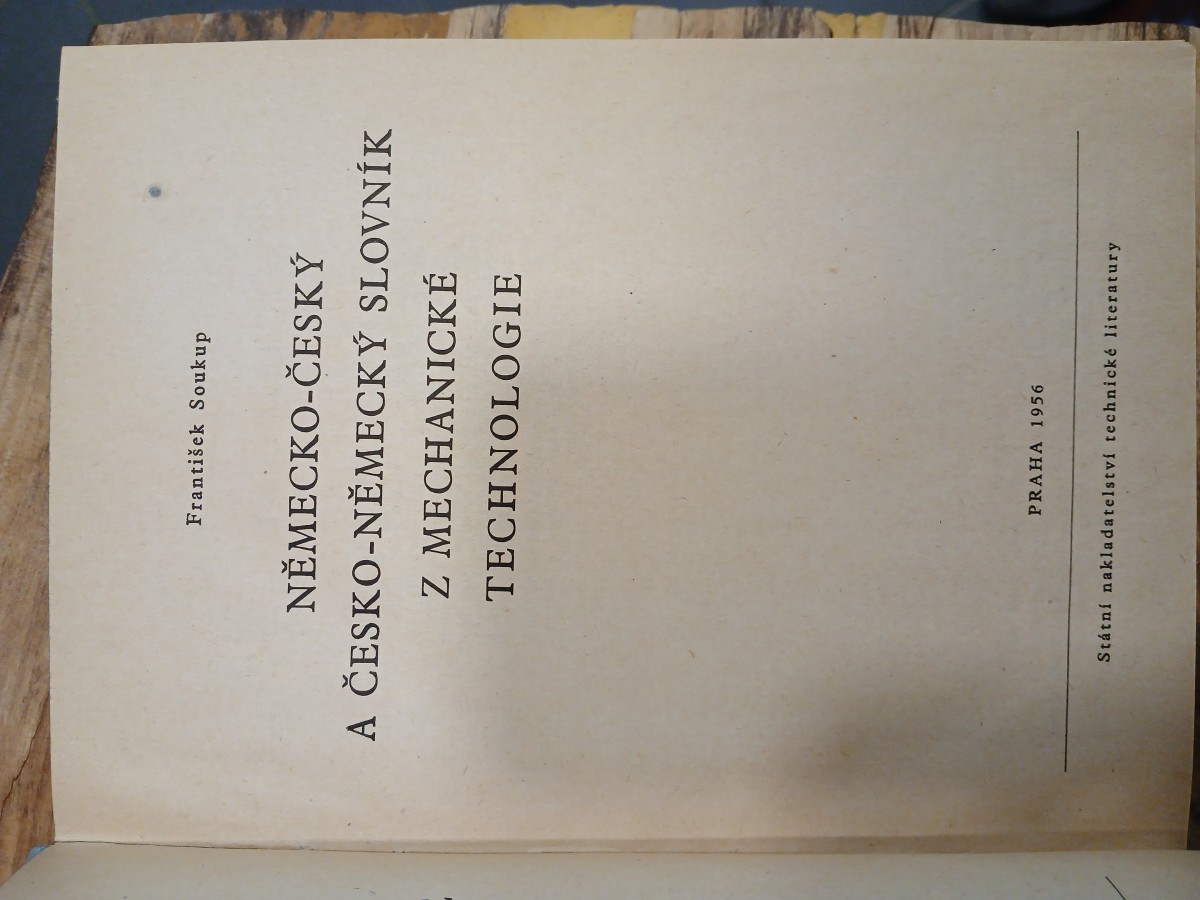 František Soukup
NĚMECKO-ČESKÝ
A ČESKO-NĚMECKÝ SLOVNÍK
Z MECHANICKÉ
TECHNOLOGIE
PRAHA 1956
Státní nakladatelství technické literatury